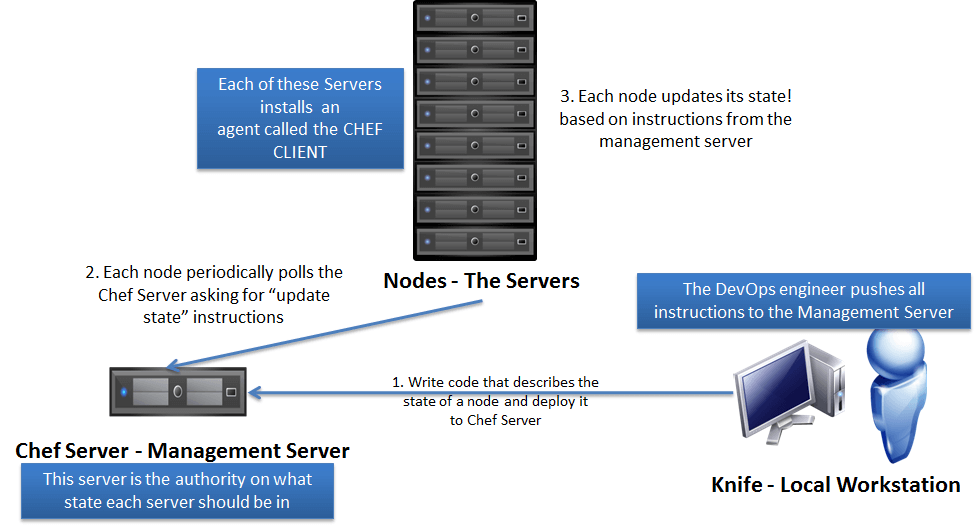 Each of these Servers
installs an
agent called the CHEF
CLIENT
3. Each node updates its state!
based on instructions from the
management server
2. Each node periodically polls the
Chef Server asking for “update
state” instructions
Nodes - The Servers
The DevOps engineer pushes all
instructions to the Management Server
1. Write code that describes the
state of a node and deploy it
to Chef Server
Chef Server - Management Server
This server is the authority on what
state each server should be in
Knife - Local Workstation